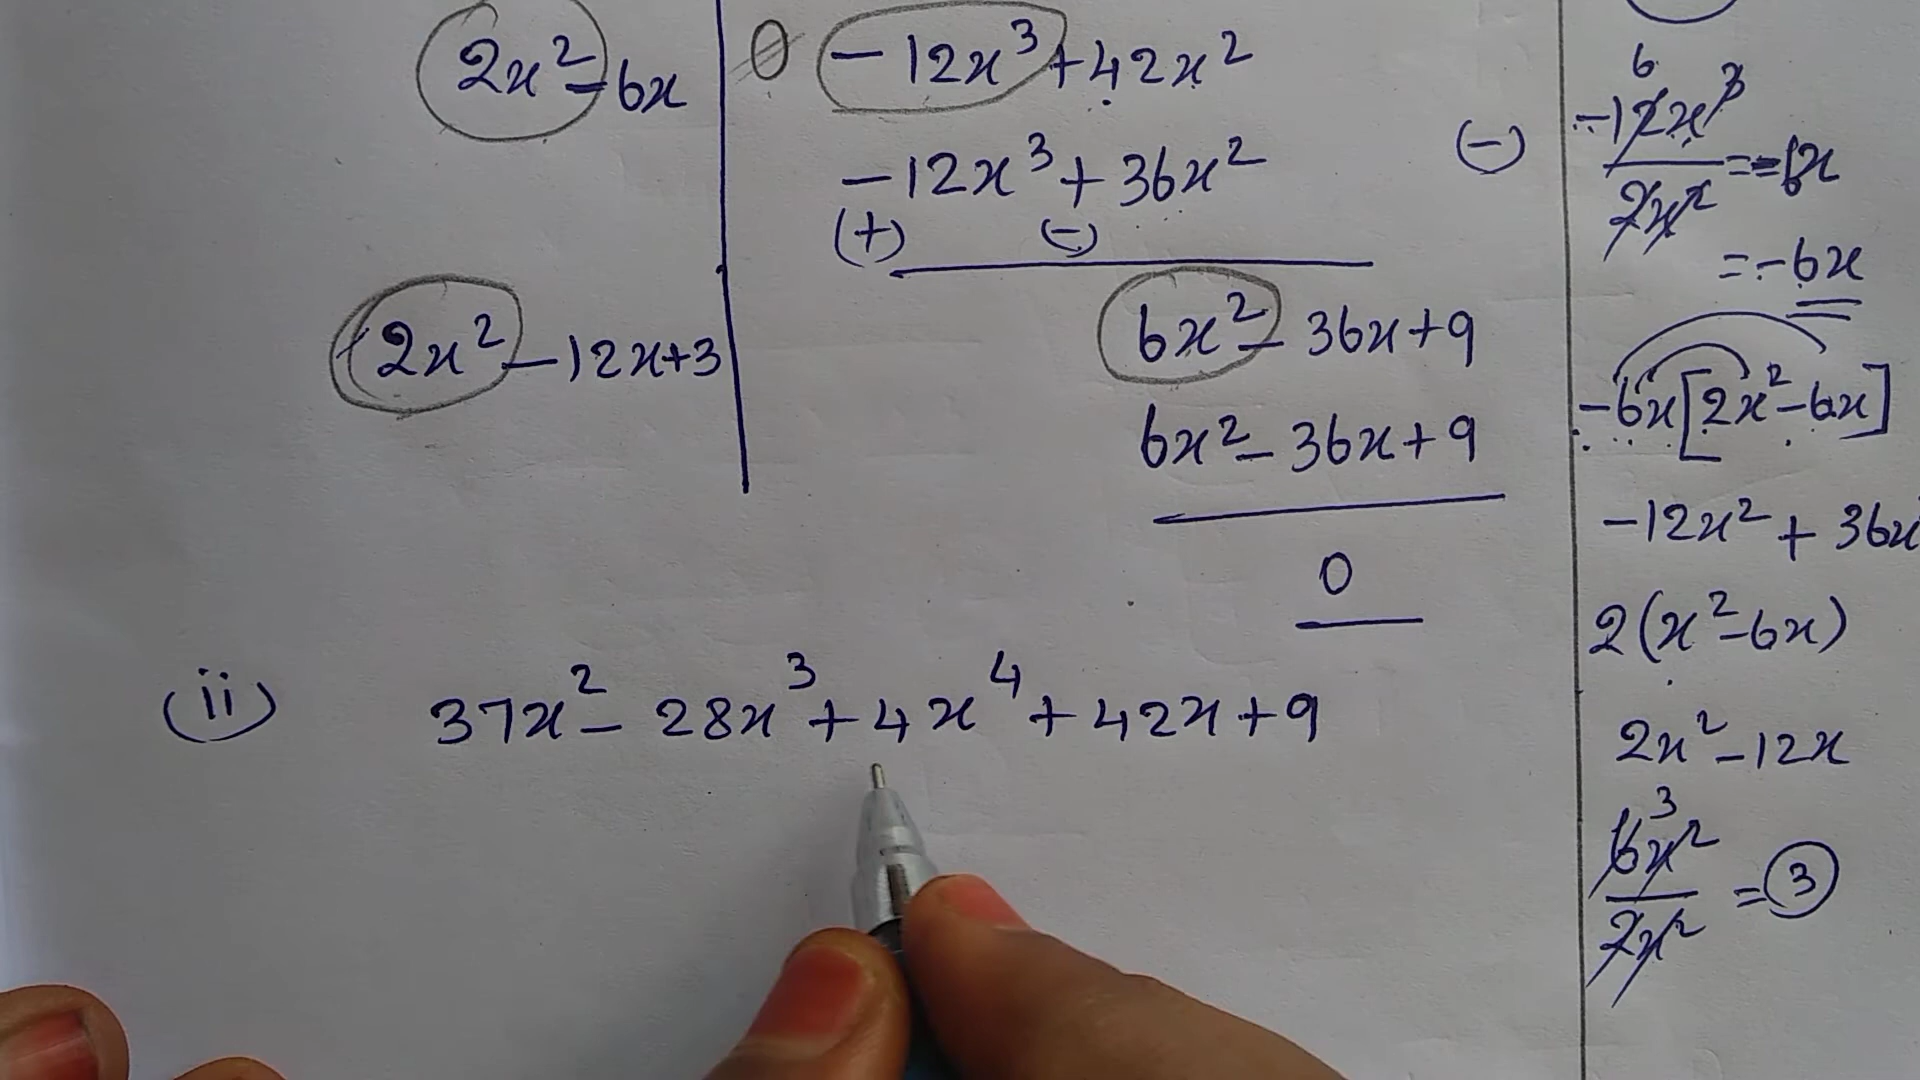 2x² - 6x
0 -12x³ + 42x²
-12x³ + 36x²
(+) (-)
2x² - 12x + 3
6x² - 36x + 9
6x² - 36x + 9
0
(ii) 37x² - 28x³ + 4x⁴ + 42x + 9
(-)
6
-12x³
2x²
= -6x
= -6x
-6x[2x² - 6x]
-12x² + 36x
2(x² - 6x)
2x² - 12x
3
6x²
2x²
= 3